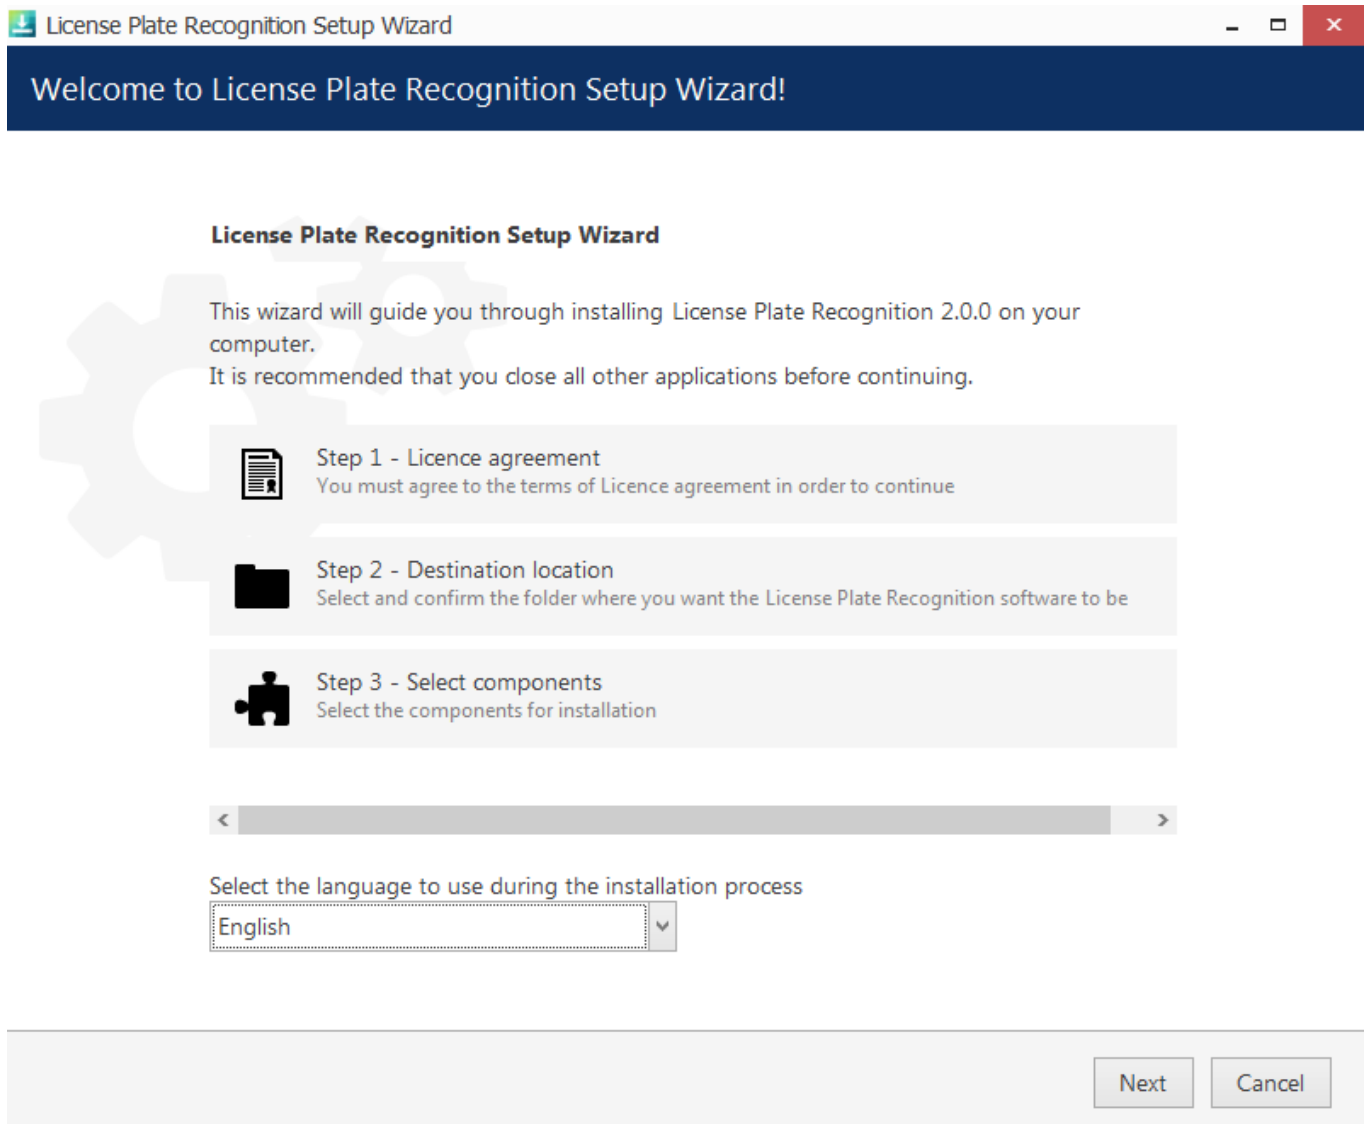 License Plate Recognition Setup Wizard
Welcome to License Plate Recognition Setup Wizard!
License Plate Recognition Setup Wizard
This wizard will guide you through installing License Plate Recognition 2.0.0 on your
computer.
It is recommended that you close all other applications before continuing.
Step 1 - Licence agreement
You must agree to the terms of Licence agreement in order to continue
Step 2 - Destination location
Select and confirm the folder where you want the License Plate Recognition software to be
Step 3 - Select components
Select the components for installation
Select the language to use during the installation process
English
Next
Cancel